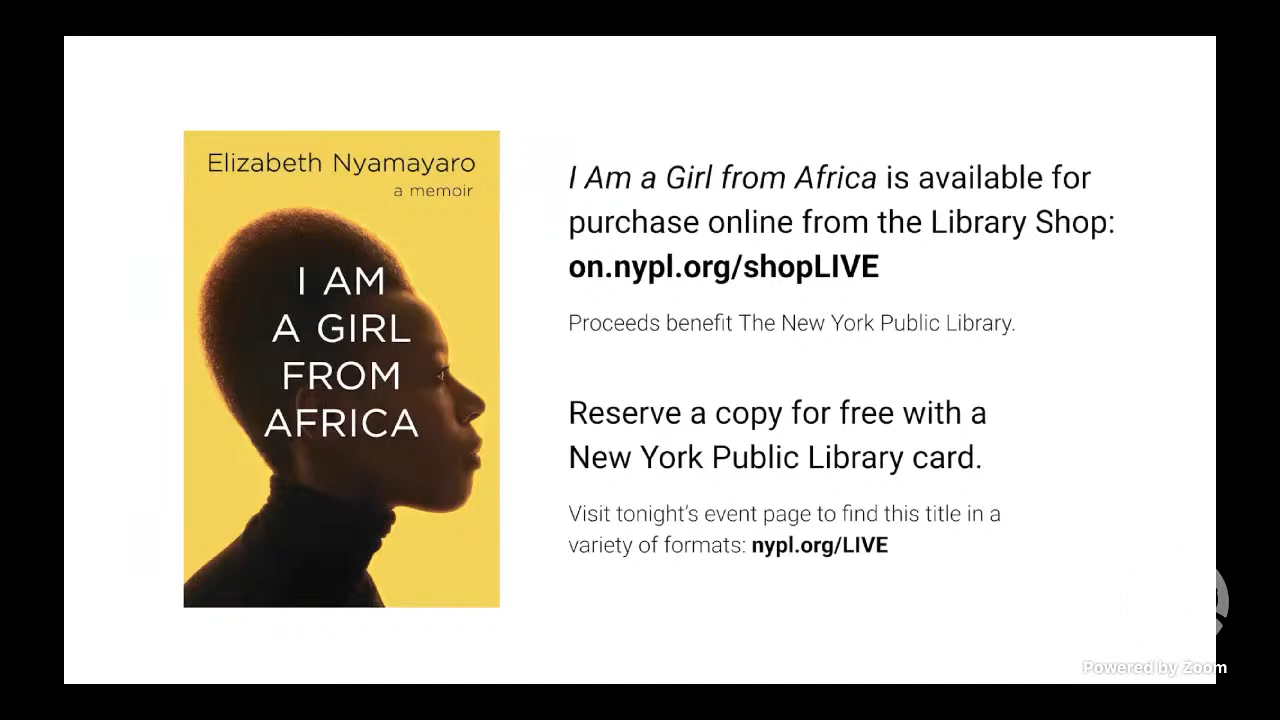 Elizabeth Nyamayaro
a memoir
I AM
A GIRL
FROM
AFRICA
I Am a Girl from Africa is available for
purchase online from the Library Shop:
on.nypl.org/shopLIVE
Proceeds benefit The New York Public Library.
Reserve a copy for free with a
New York Public Library card.
Visit tonight's event page to find this title in a
variety of formats: nypl.org/LIVE
Powered by Zoom